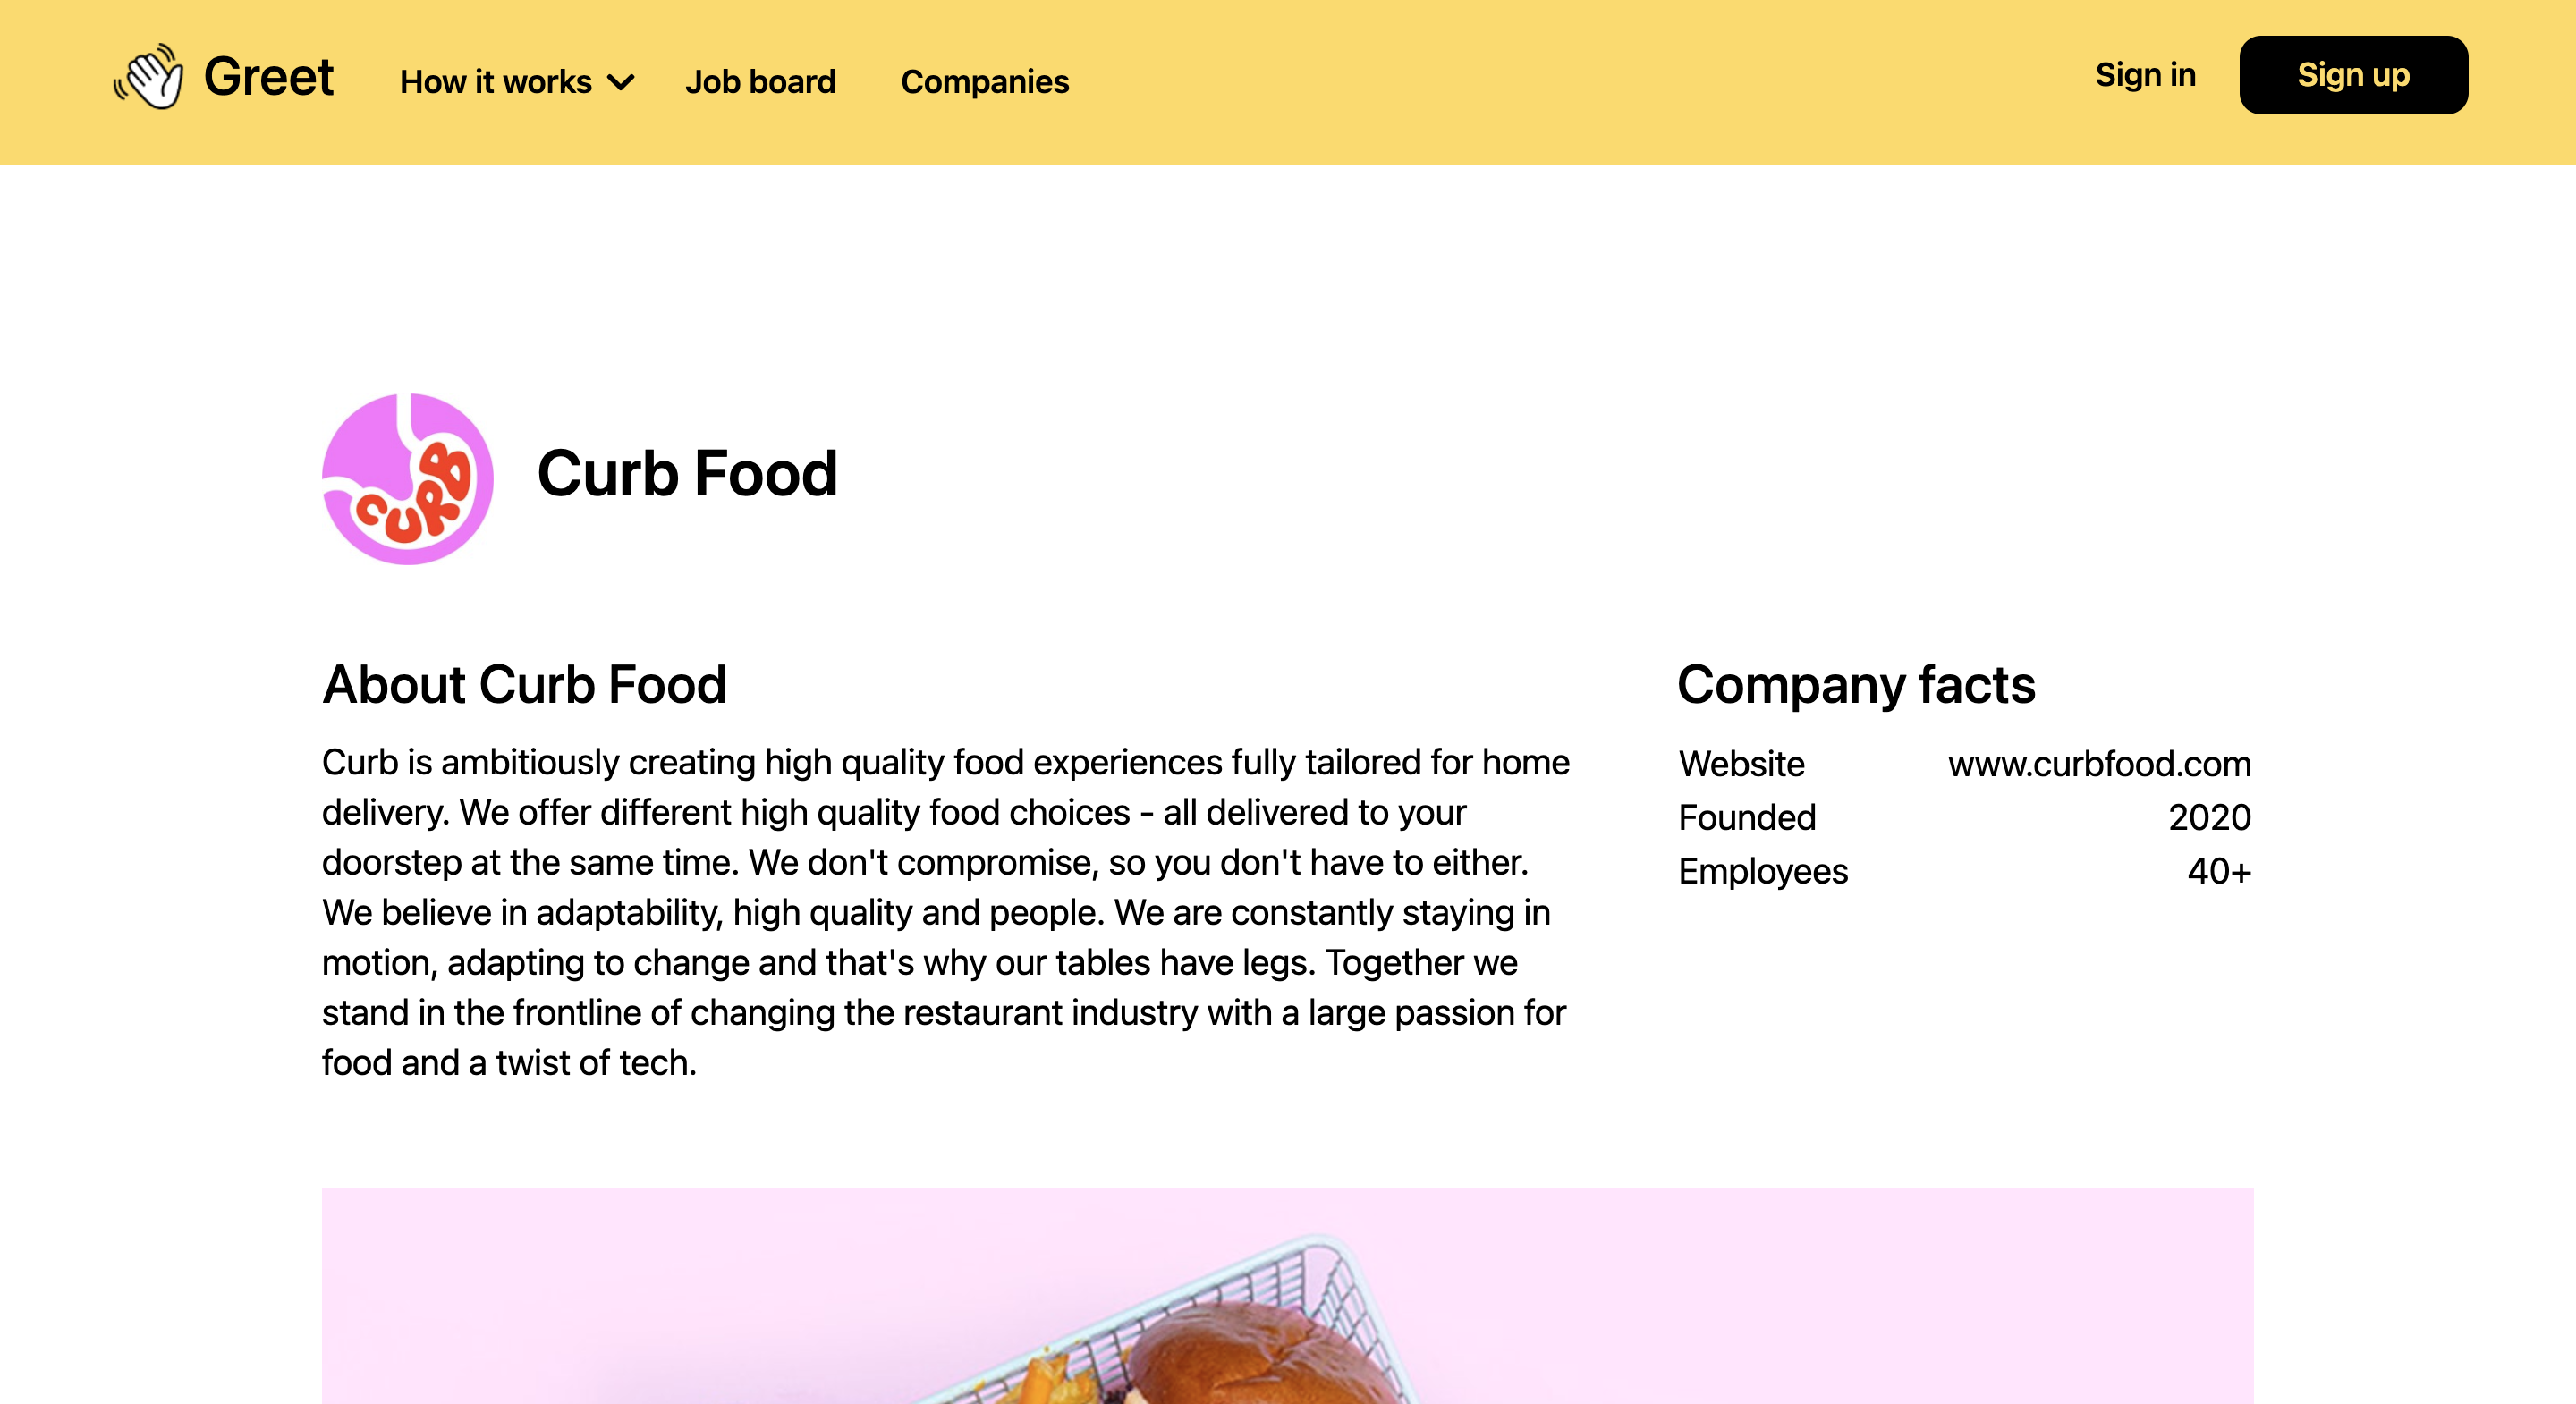 Greet
How it works
Job board
Companies
Sign in
Sign up
CURB
Curb Food
About Curb Food
Curb is ambitiously creating high quality food experiences fully tailored for home
delivery. We offer different high quality food choices - all delivered to your
doorstep at the same time. We don't compromise, so you don't have to either.
We believe in adaptability, high quality and people. We are constantly staying in
motion, adapting to change and that's why our tables have legs. Together we
stand in the frontline of changing the restaurant industry with a large passion for
food and a twist of tech.
Company facts
Website www.curbfood.com
Founded 2020
Employees 40+